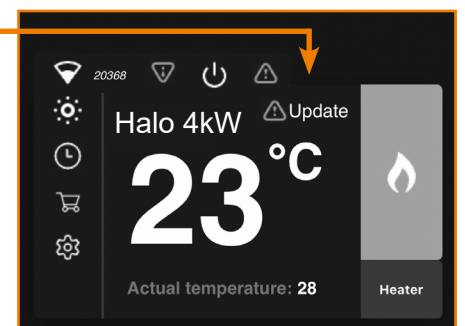 20368
Update
Halo 4kW
23°C
Actual temperature: 28
Heater